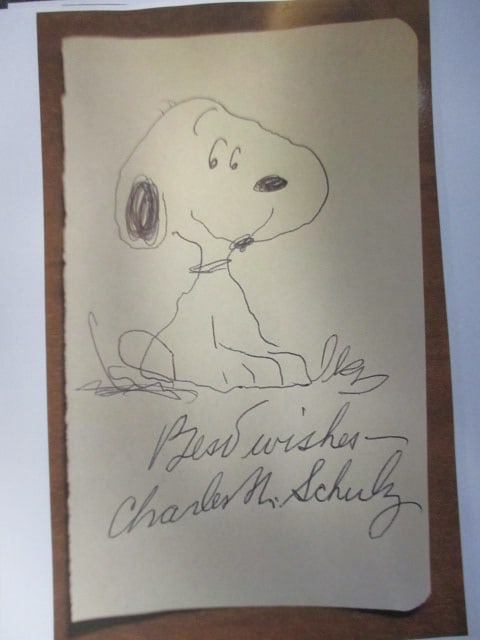 Best wishes—
Charles M. Schulz